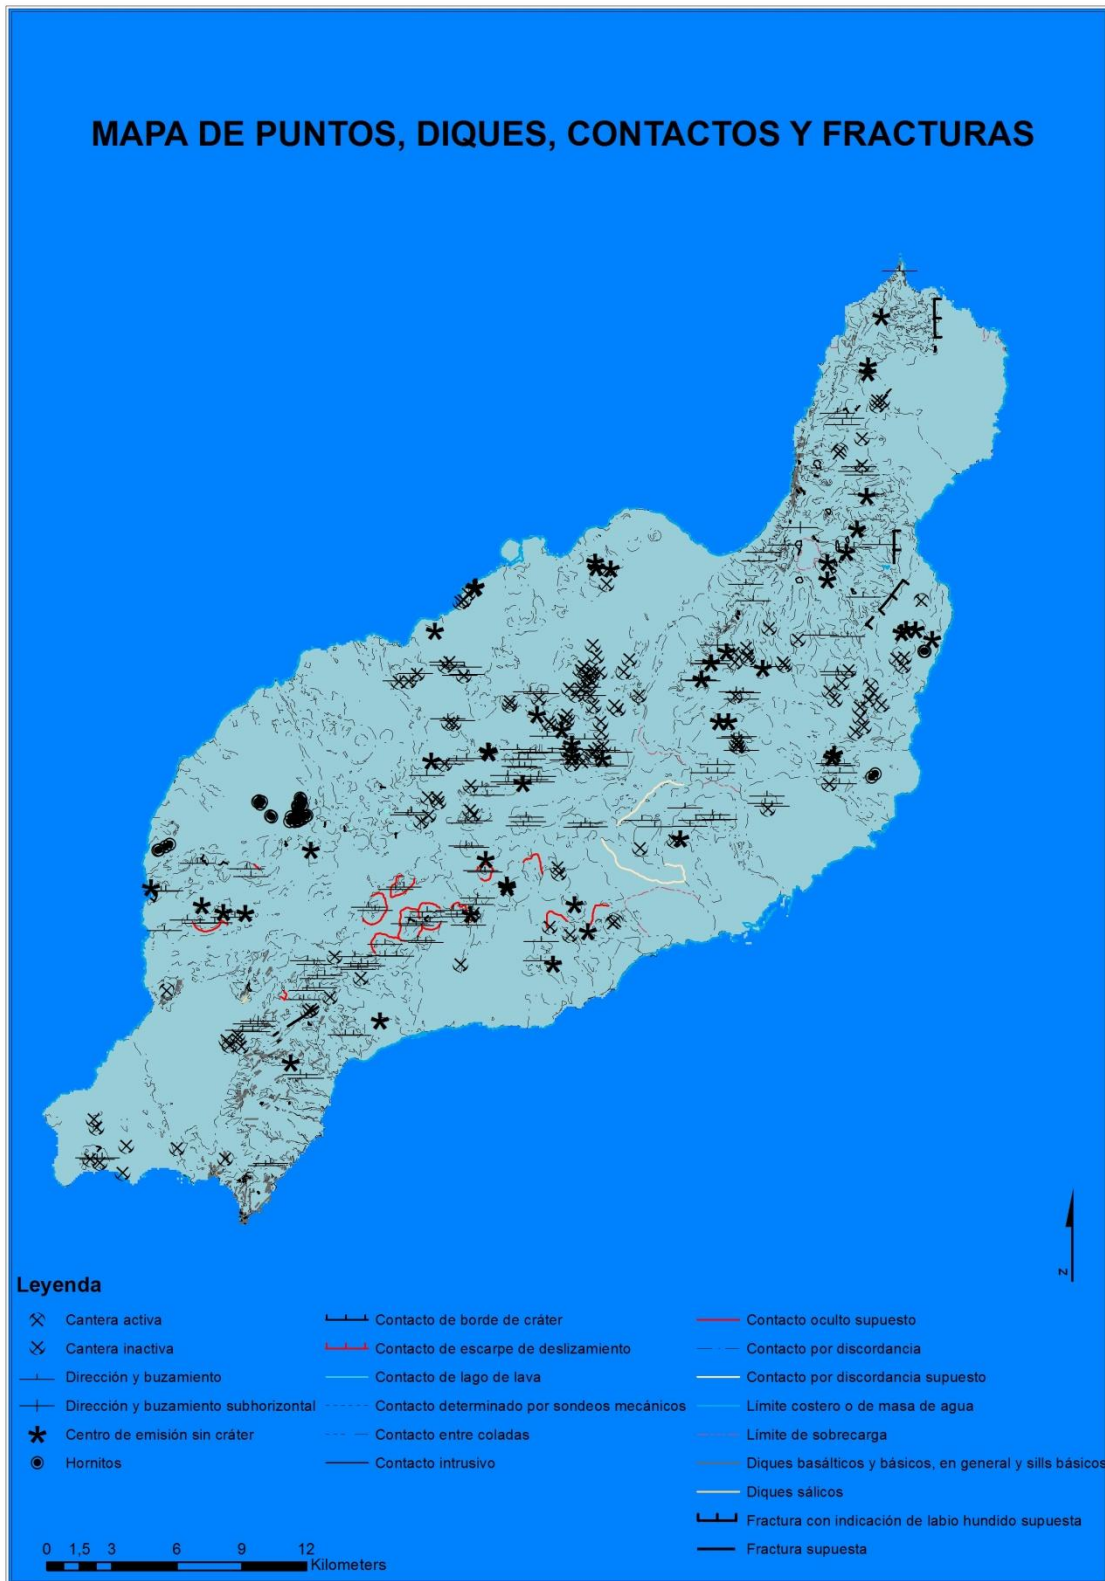 MAPA DE PUNTOS, DIQUES, CONTACTOS Y FRACTURAS
N
Leyenda
Cantera activa
Cantera inactiva
Dirección y buzamiento
Dirección y buzamiento subhorizontal
Centro de emisión sin cráter
Hornitos
Contacto de borde de cráter
Contacto de escarpe de deslizamiento
Contacto de lago de lava
Contacto determinado por sondeos mecánicos
Contacto entre coladas
Contacto intrusivo
Contacto oculto supuesto
Contacto por discordancia
Contacto por discordancia supuesto
Límite costero o de masa de agua
Límite de sobrecarga
Diques basálticos y básicos, en general y sills básicos
Diques sálicos
Fractura con indicación de labio hundido supuesta
Fractura supuesta
0 1,5 3 6 9 12
Kilometers